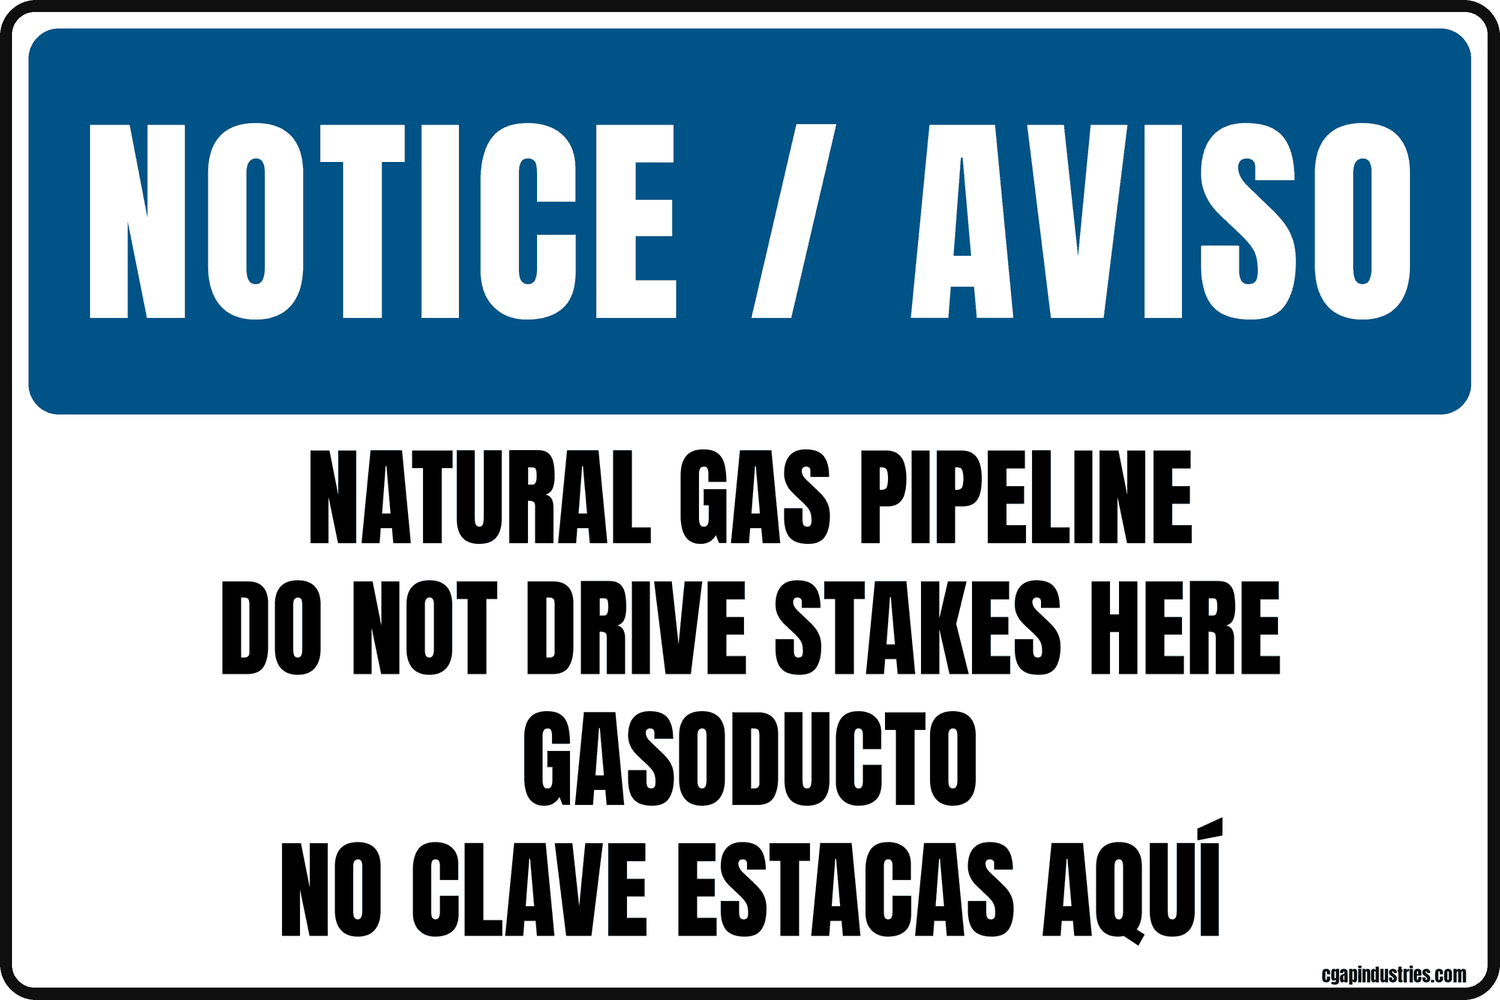 NOTICE / AVISO
NATURAL GAS PIPELINE
DO NOT DRIVE STAKES HERE
GASODUCTO
NO CLAVE ESTACAS AQUÍ
cgapindustries.com